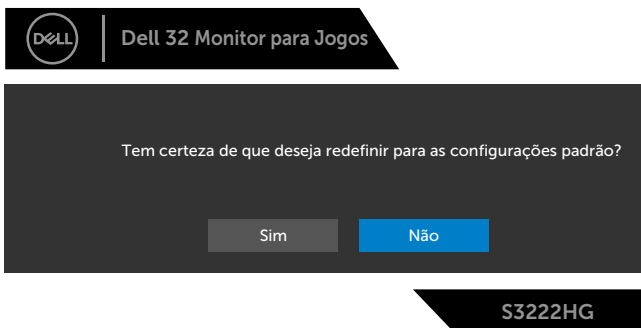 DELL
Dell 32 Monitor para Jogos
Tem certeza de que deseja redefinir para as configurações padrão?
Sim
Não
S3222HG